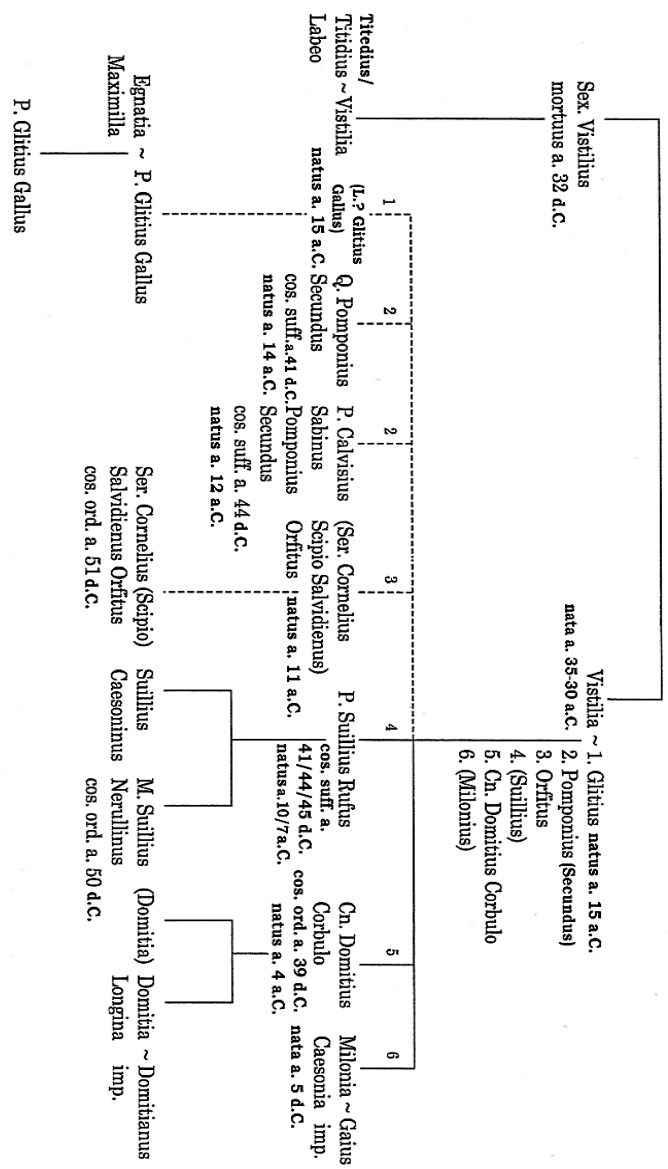 Sex. Vistilius
mortuus a. 32 d.C.
nata a. 35-30 a.C.
Vistilia ~ 1. Glitius natus a. 15 a.C.
2. Pomponius (Secundus)
3. Orfitus
4. (Suillius)
5. Cn. Domitius Corbulo
6. (Milonius)
Titedius/
Titidius ~ Vistilia
Labeo
1
(L.? Glitius
Gallus)
natus a. 15 a.C.
2
Q. Pomponius
Secundus
cos. suff.a.41 d.C.
natus a. 14 a.C.
2
P. Calvisius
Sabinus
Pomponius
Secundus
cos. suff. a. 44 d.C.
natus a. 12 a.C.
3
(Ser. Cornelius
Scipio Salvidienus)
Orfitus
natus a. 11 a.C.
4
P. Suillius Rufus
cos. suff. a.
41/44/45 d.C.
natus a.10/7a.C.
5
Cn. Domitius
Corbulo
cos. ord. a. 39 d.C.
natus a. 4 a.C.
6
Milonia ~ Gaius
Caesonia imp.
nata a. 5 d.C.
Egnatia ~ P. Glitius Gallus
Maximilla
Ser. Cornelius (Scipio)
Salvidienus Orfitus
cos. ord. a. 51 d.C.
Suillius
Caesoninus
M. Suillius
Nerullinus
cos. ord. a. 50 d.C.
(Domitia)
Domitia ~ Domitianus
Longina imp.
P. Glitius Gallus